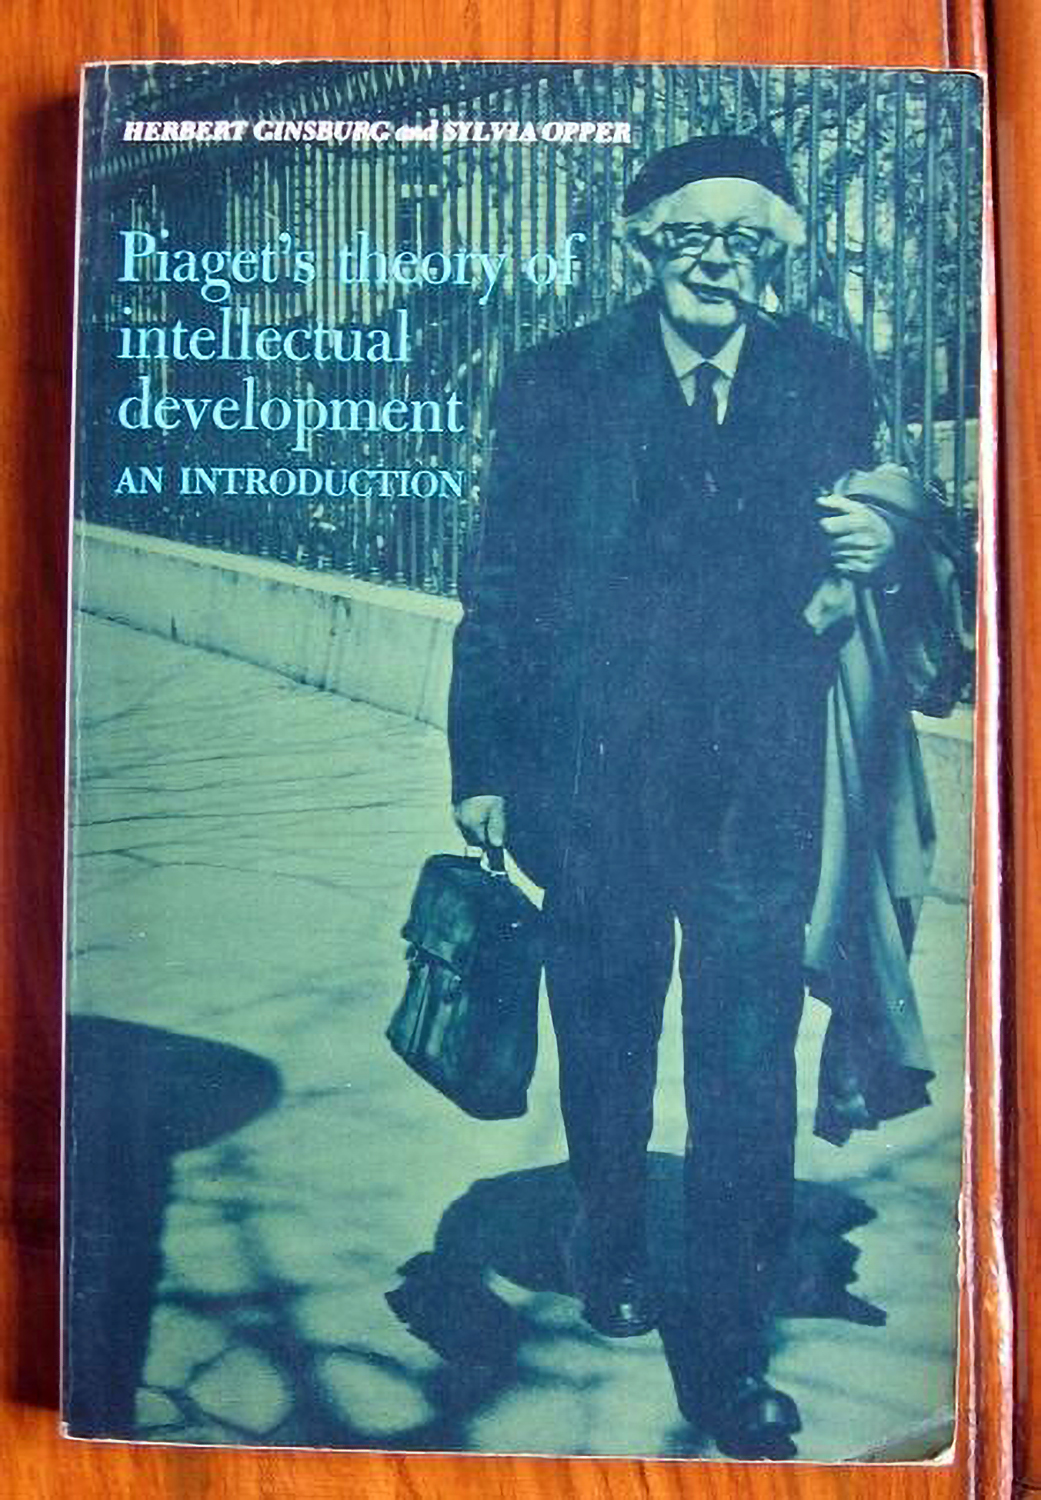 HERBERT GINSBURG and SYLVIA OPPER
Piaget's theory of
intellectual
development
AN INTRODUCTION